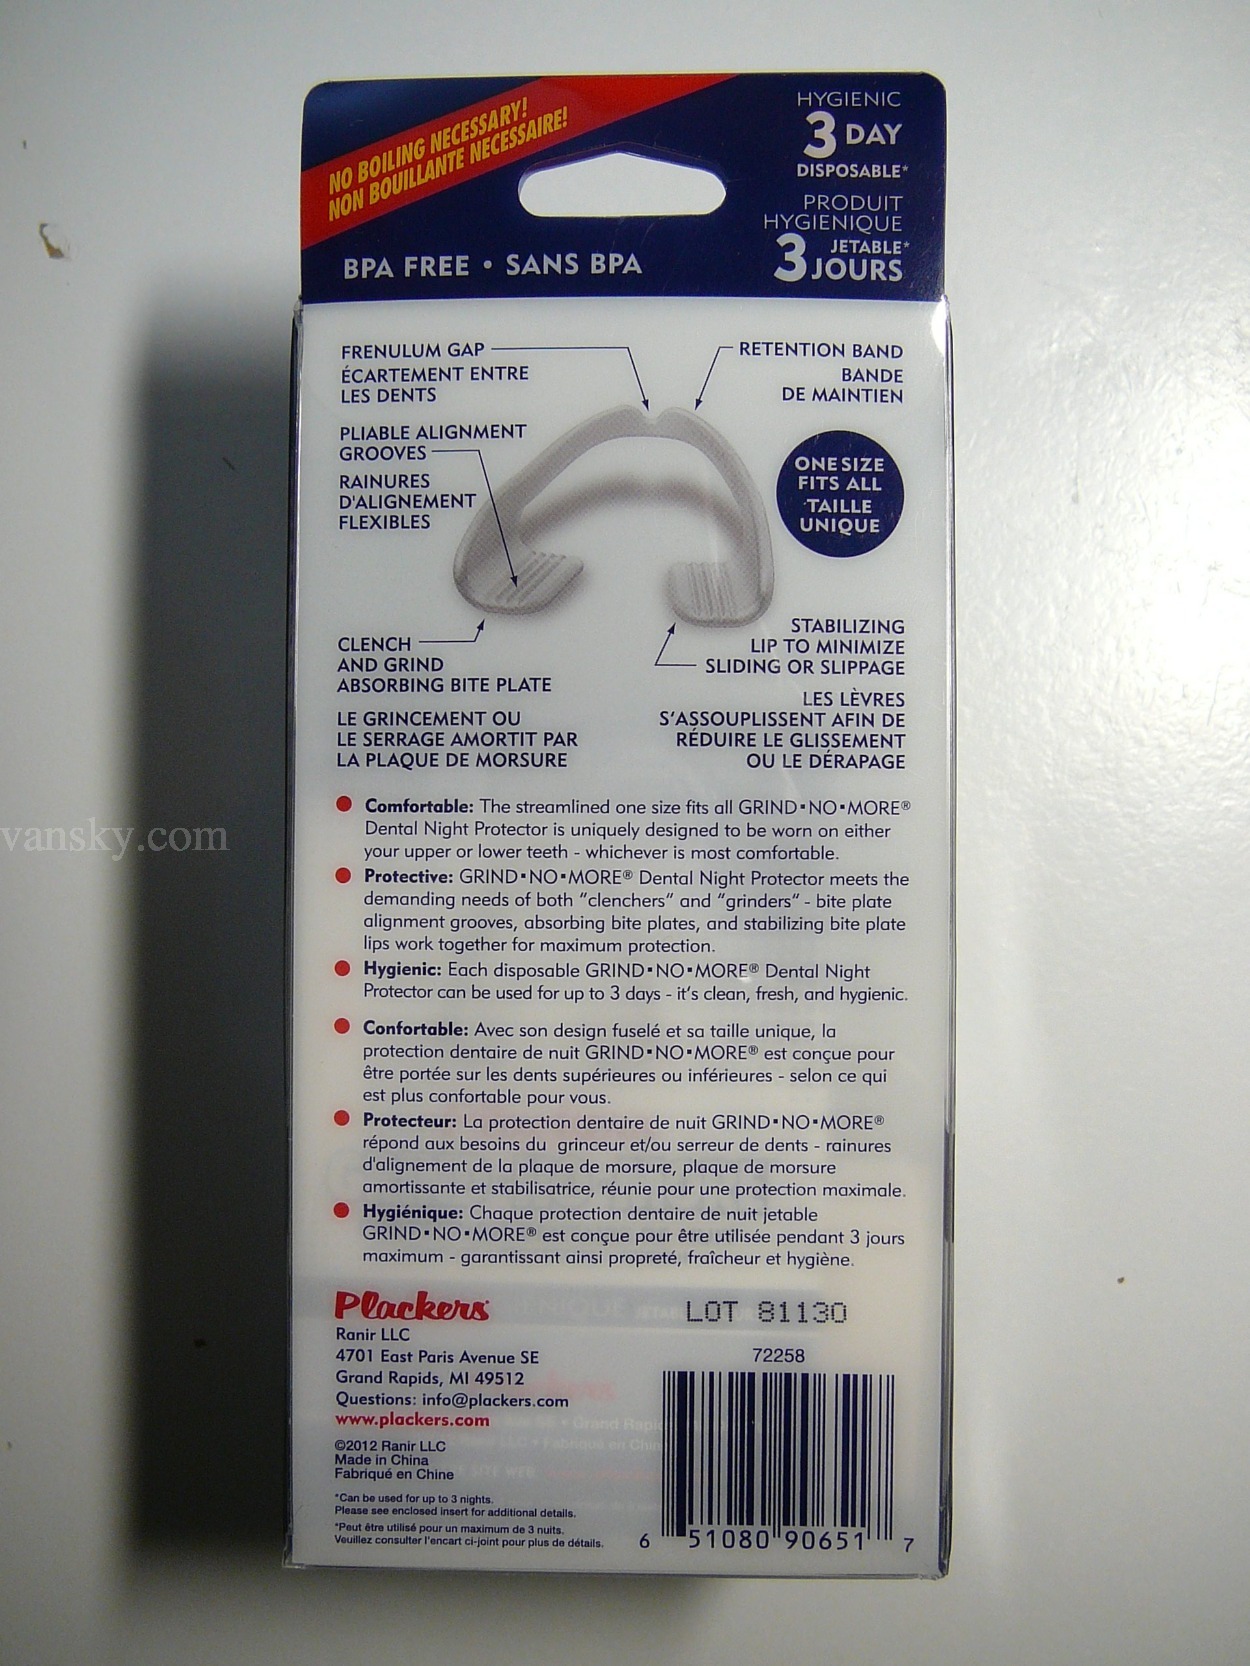 NO BOILING NECESSARY!
NON BOUILLANTE NECESSAIRE!
HYGIENIC
3 DAY
DISPOSABLE*
PRODUIT
HYGIENIQUE
3 JETABLE*
JOURS
BPA FREE • SANS BPA
FRENULUM GAP
ÉCARTEMENT ENTRE
LES DENTS
RETENTION BAND
BANDE
DE MAINTIEN
PLIABLE ALIGNMENT
GROOVES
RAINURES
D'ALIGNEMENT
FLEXIBLES
ONE SIZE
FITS ALL
TAILLE
UNIQUE
CLENCH
AND GRIND
ABSORBING BITE PLATE
LE GRINCEMENT OU
LE SERRAGE AMORTIT PAR
LA PLAQUE DE MORSURE
STABILIZING
LIP TO MINIMIZE
SLIDING OR SLIPPAGE
LES LÈVRES
S'ASSOUPLISSENT AFIN DE
RÉDUIRE LE GLISSEMENT
OU LE DÉRAPAGE
• Comfortable: The streamlined one size fits all GRIND▪NO▪MORE®
Dental Night Protector is uniquely designed to be worn on either
your upper or lower teeth - whichever is most comfortable.
• Protective: GRIND▪NO▪MORE® Dental Night Protector meets the
demanding needs of both "clenchers" and "grinders" - bite plate
alignment grooves, absorbing bite plates, and stabilizing bite plate
lips work together for maximum protection.
• Hygienic: Each disposable GRIND▪NO▪MORE® Dental Night
Protector can be used for up to 3 days - it's clean, fresh, and hygienic.
• Confortable: Avec son design fuselé et sa taille unique, la
protection dentaire de nuit GRIND▪NO▪MORE® est conçue pour
être portée sur les dents supérieures ou inférieures - selon ce qui
est plus confortable pour vous.
• Protecteur: La protection dentaire de nuit GRIND▪NO▪MORE®
répond aux besoins du grinceur et/ou serreur de dents - rainures
d'alignement de la plaque de morsure, plaque de morsure
amortissante et stabilisatrice, réunie pour une protection maximale.
• Hygiénique: Chaque protection dentaire de nuit jetable
GRIND▪NO▪MORE® est conçue pour être utilisée pendant 3 jours
maximum - garantissant ainsi propreté, fraîcheur et hygiène.
Plackers
Ranir LLC
4701 East Paris Avenue SE
Grand Rapids, MI 49512
Questions: info@plackers.com
www.plackers.com
©2012 Ranir LLC
Made in China
Fabriqué en Chine
*Can be used for up to 3 nights.
Please see enclosed insert for additional details.
*Peut être utilisé pour un maximum de 3 nuits.
Veuillez consulter l'encart ci-joint pour plus de détails.
LOT 81130
72258
6 51080 90651 7
vansky.com